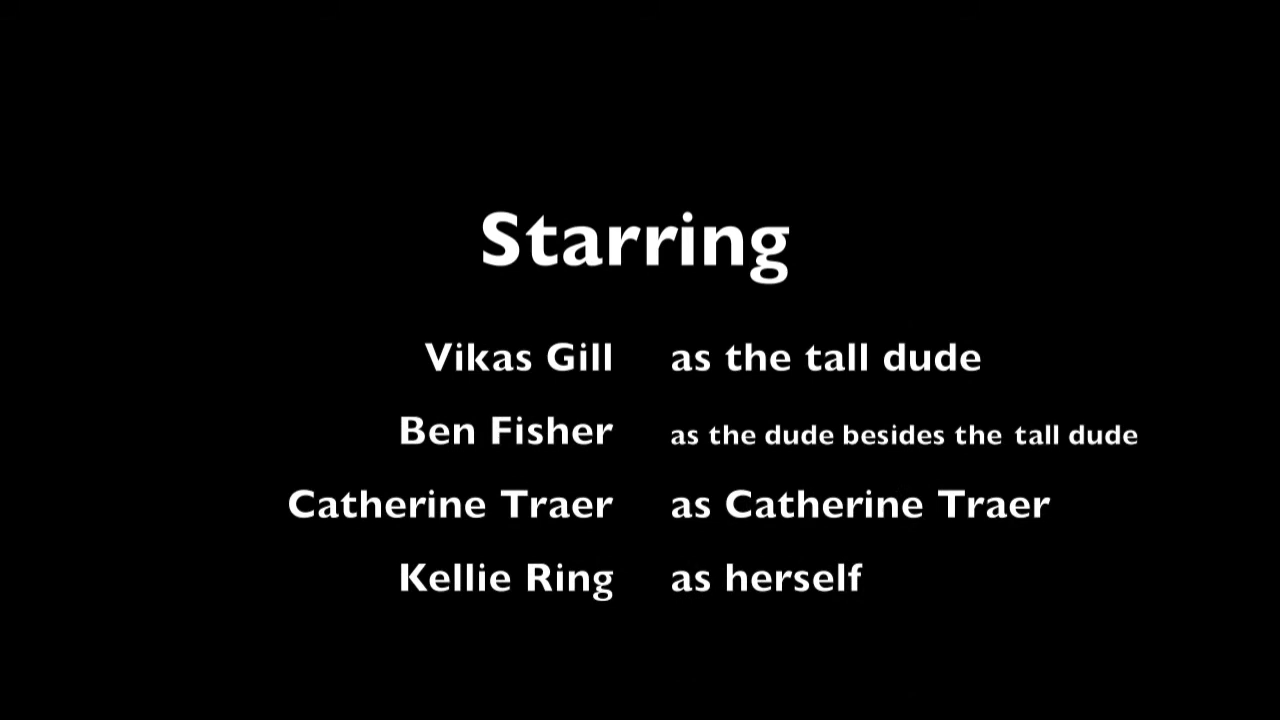 Starring
Vikas Gill as the tall dude
Ben Fisher as the dude besides the tall dude
Catherine Traer as Catherine Traer
Kellie Ring as herself